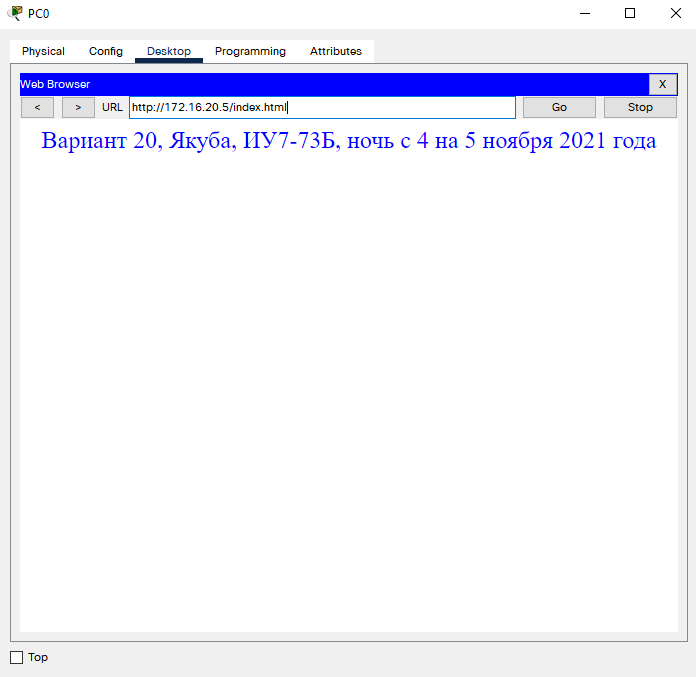 PC0
Physical Config Desktop Programming Attributes
Web Browser X
< > URL http://172.16.20.5/index.html Go Stop
Вариант 20, Якуба, ИУ7-73Б, ночь с 4 на 5 ноября 2021 года
Top